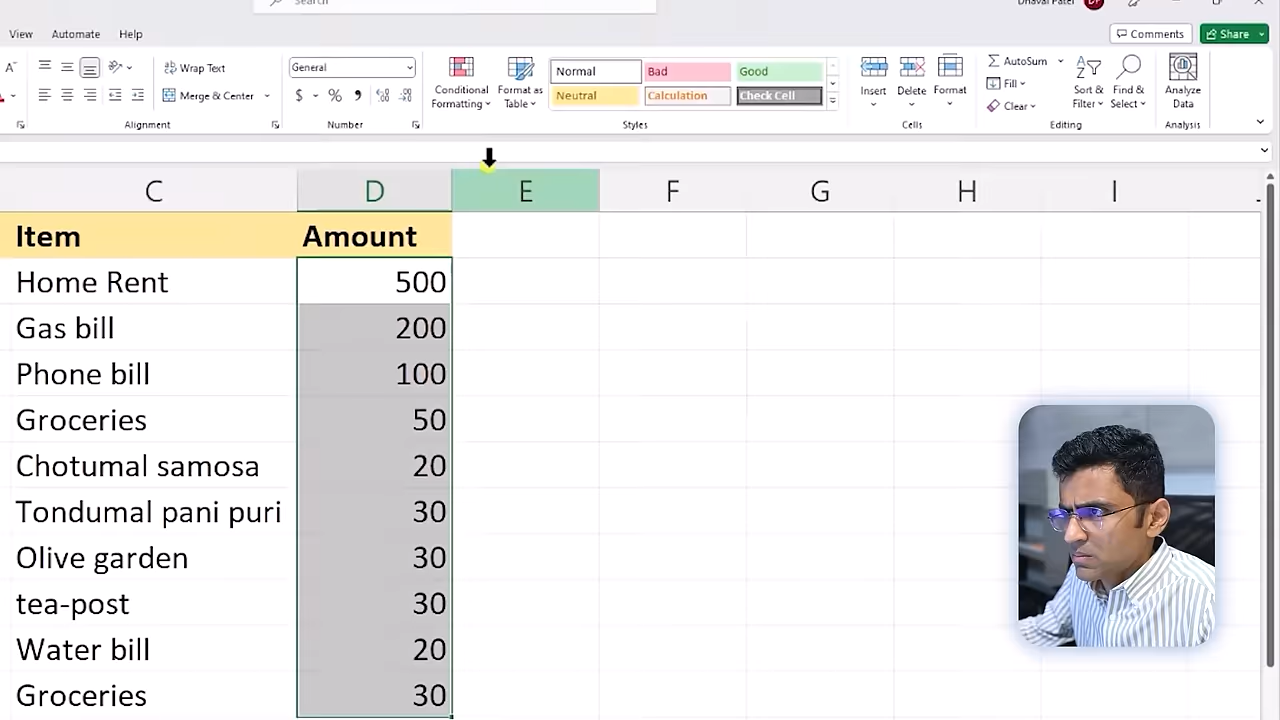 Search
Dhaval Patel
DP
View Automate Help
Comments
Share
A
Wrap Text
General
Conditional Formatting
Format as Table
Normal
Bad
Good
Insert
Delete
Format
AutoSum
Fill
Clear
Sort & Filter
Find & Select
Analyze Data
A
Merge & Center
$ % ,
Neutral
Calculation
Check Cell
Alignment
Number
Styles
Cells
Editing
Analysis
C D E F G H I
Item Amount
Home Rent 500
Gas bill 200
Phone bill 100
Groceries 50
Chotumal samosa 20
Tondumal pani puri 30
Olive garden 30
tea-post 30
Water bill 20
Groceries 30